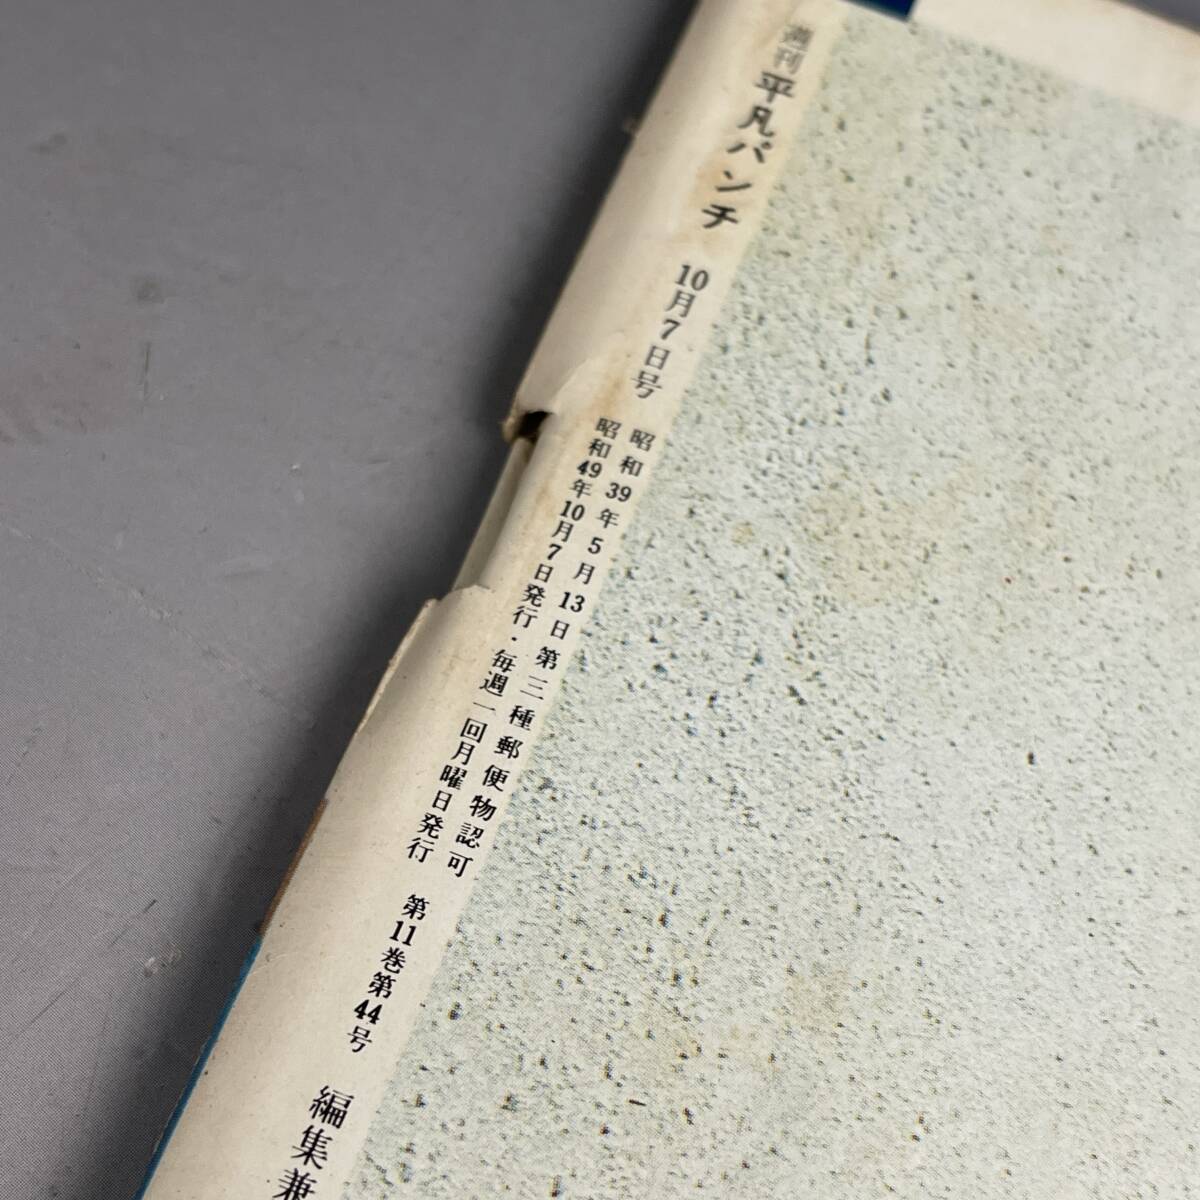 週刊 平凡パンチ 10月7日号
昭和39年5月13日第三種郵便物認可
昭和49年10月7日発行・毎週一回月曜日発行 第11巻第44号
編集兼